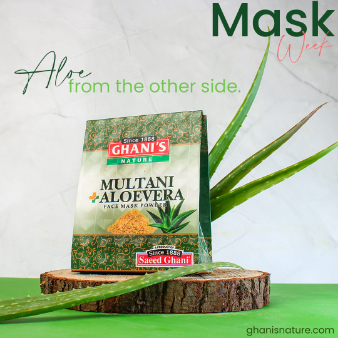 Mask
Week
Aloe
from the other side.
Since 1888
GHANI'S
NATURE
MULTANI
+ALOEVERA
FACE MASK POWDER
Since 1888
Saeed Ghani
ghanisnature.com